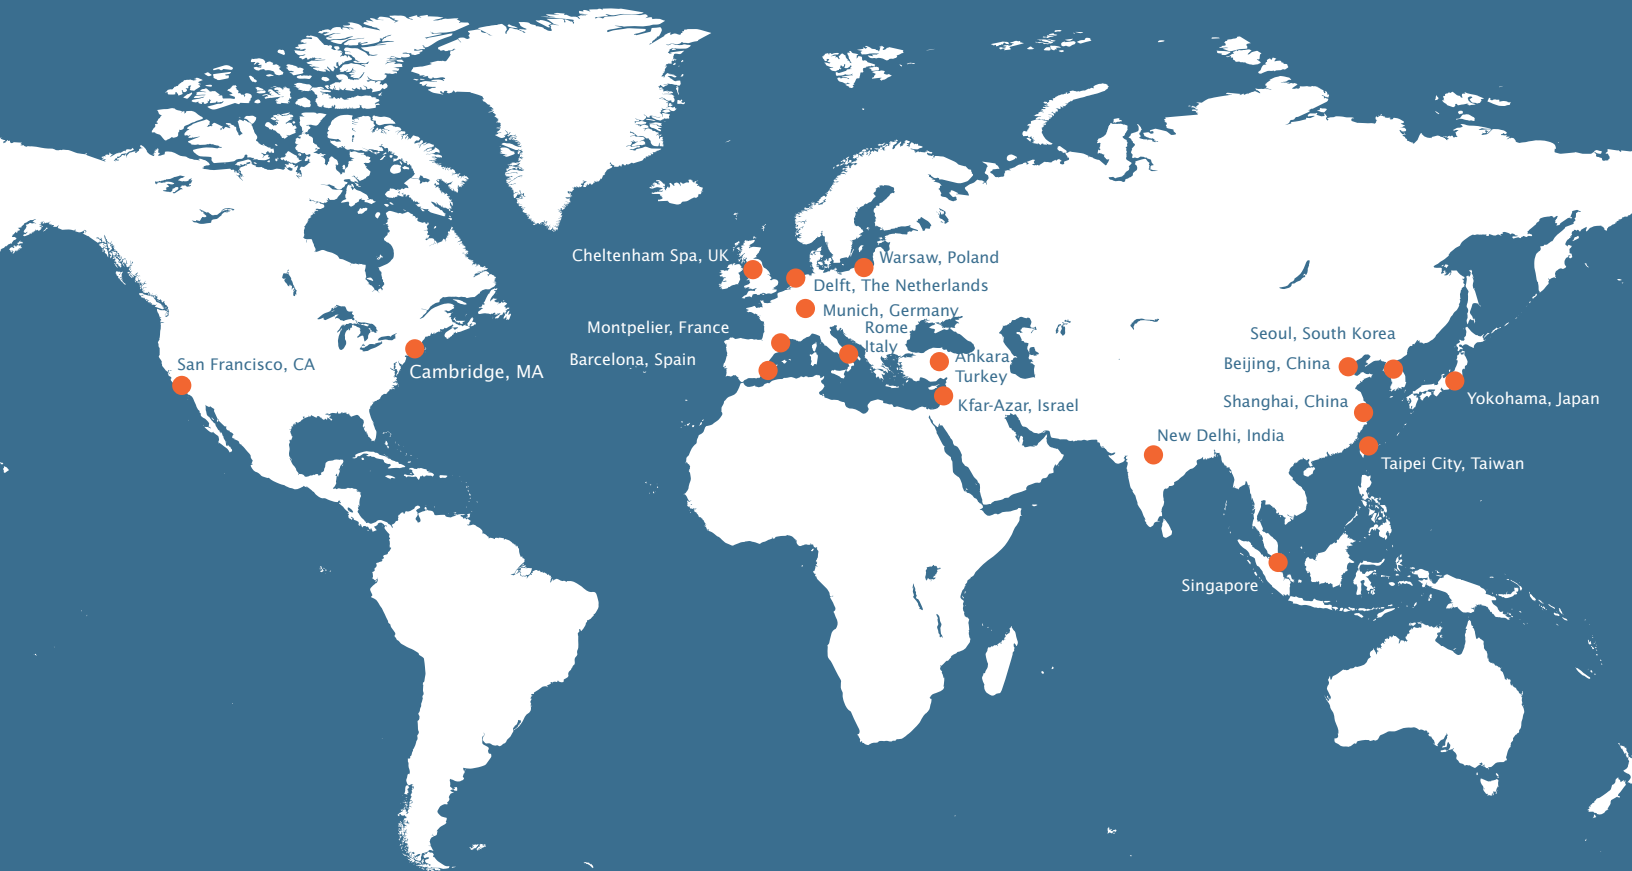 Cheltenham Spa, UK
Warsaw, Poland
Delft, The Netherlands
Munich, Germany
Montpelier, France
Rome
Italy
Seoul, South Korea
San Francisco, CA
Cambridge, MA
Barcelona, Spain
Ankara
Turkey
Beijing, China
Kfar-Azar, Israel
Shanghai, China
Yokohama, Japan
New Delhi, India
Taipei City, Taiwan
Singapore